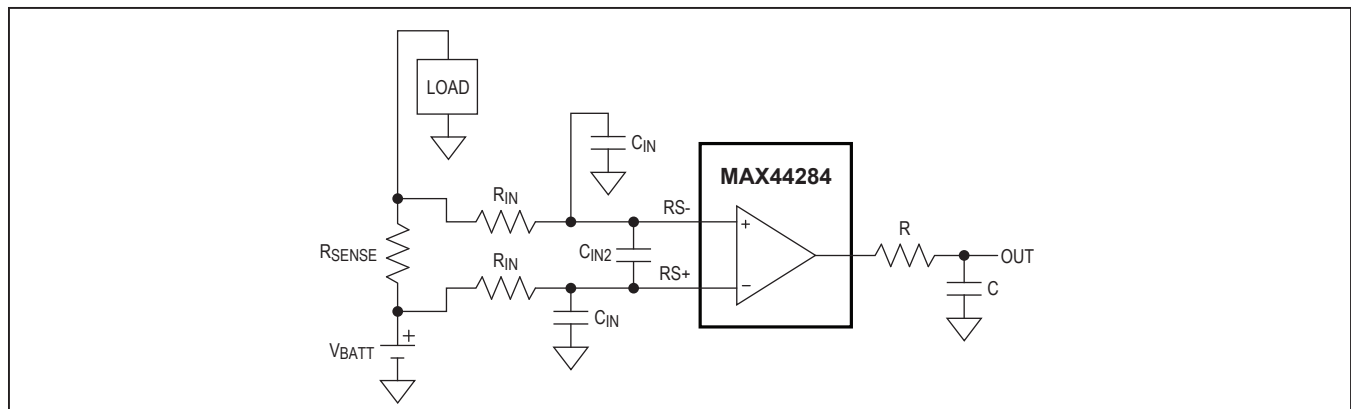 LOAD
CIN
MAX44284
RIN
RS-
+
R
RSENSE
CIN2
OUT
RIN
RS+
−
C
CIN
+
VBATT